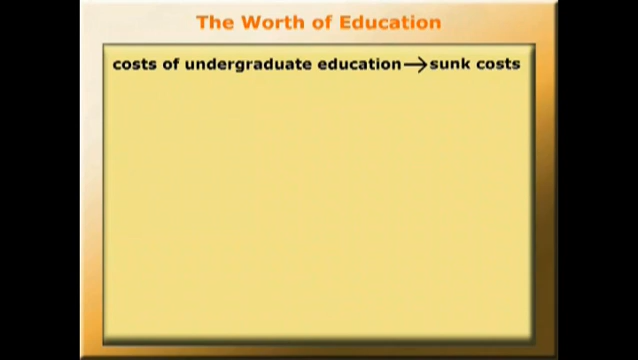 The Worth of Education
costs of undergraduate education→sunk costs